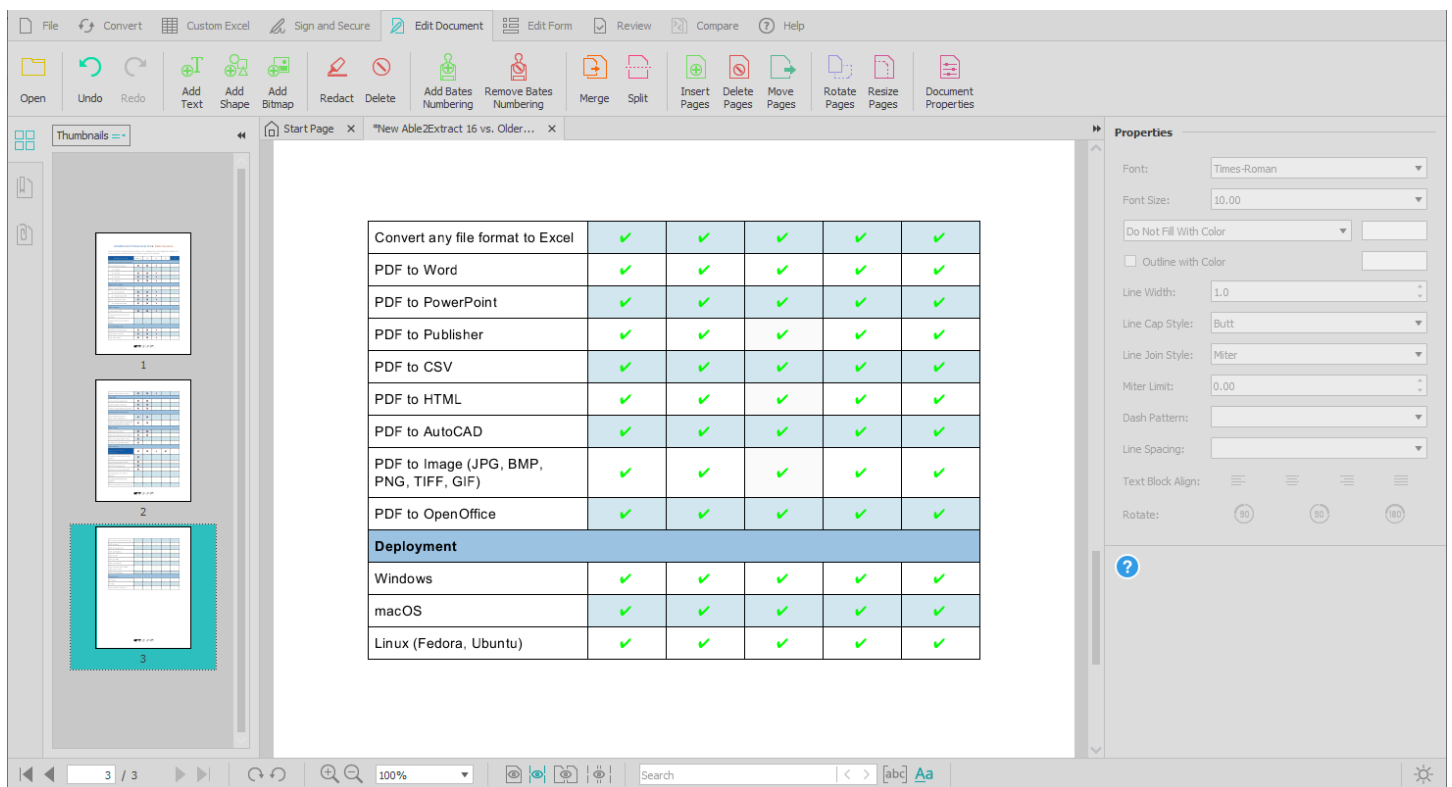 File Convert Custom Excel Sign and Secure Edit Document Edit Form Review Compare ? Help
Open Undo Redo Add Text Add Shape Add Bitmap Redact Delete Add Bates Numbering Remove Bates Numbering Merge Split Insert Pages Delete Pages Move Pages Rotate Pages Resize Pages Document Properties
Thumbnails
Start Page X "New Able2Extract 16 vs. Older... X
1
2
3
Convert any file format to Excel ✔ ✔ ✔ ✔ ✔
PDF to Word ✔ ✔ ✔ ✔ ✔
PDF to PowerPoint ✔ ✔ ✔ ✔ ✔
PDF to Publisher ✔ ✔ ✔ ✔ ✔
PDF to CSV ✔ ✔ ✔ ✔ ✔
PDF to HTML ✔ ✔ ✔ ✔ ✔
PDF to AutoCAD ✔ ✔ ✔ ✔ ✔
PDF to Image (JPG, BMP,
PNG, TIFF, GIF) ✔ ✔ ✔ ✔ ✔
PDF to OpenOffice ✔ ✔ ✔ ✔ ✔
Deployment
Windows ✔ ✔ ✔ ✔ ✔
macOS ✔ ✔ ✔ ✔ ✔
Linux (Fedora, Ubuntu) ✔ ✔ ✔ ✔ ✔
Properties
Font: Times-Roman
Font Size: 10.00
Do Not Fill With Color
Outline with Color
Line Width: 1.0
Line Cap Style: Butt
Line Join Style: Miter
Miter Limit: 0.00
Dash Pattern:
Line Spacing:
Text Block Align:
Rotate: 90 90 180
?
3 / 3 100% Search < > abc Aa